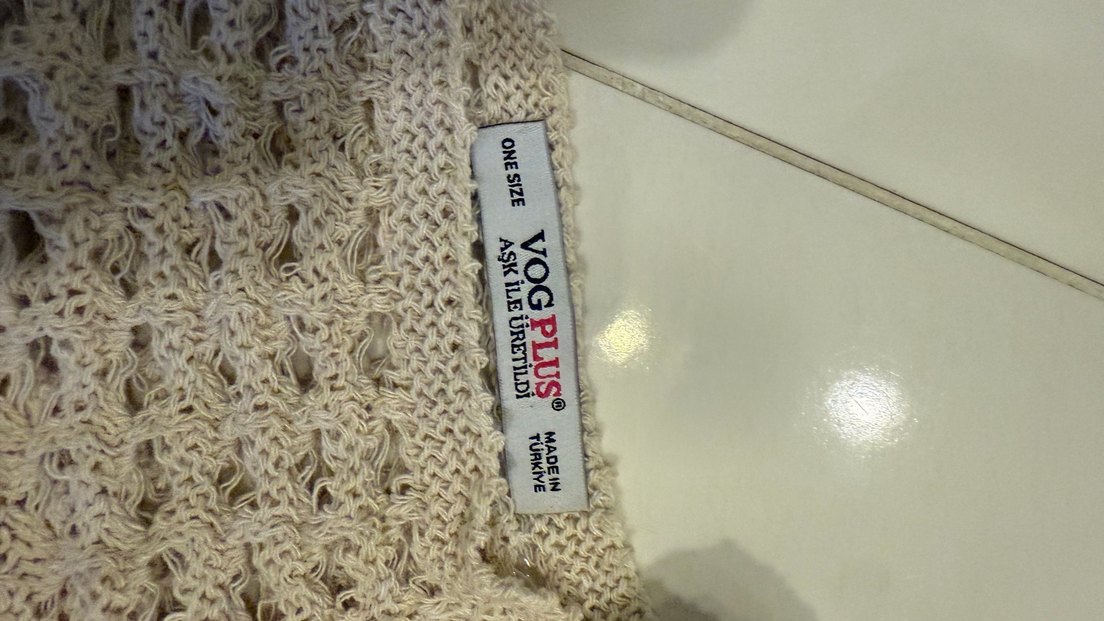 ONE SIZE
VOG PLUS®
AŞK İLE ÜRETİLDİ
MADE IN
TÜRKİYE